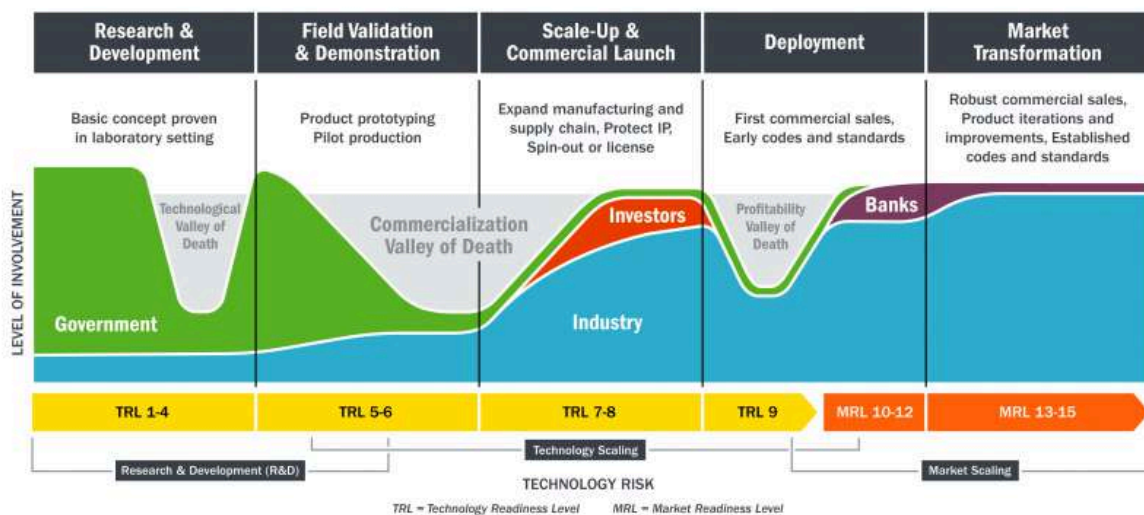 Research &
Development
Field Validation
& Demonstration
Scale-Up &
Commercial Launch
Deployment
Market
Transformation
Basic concept proven
in laboratory setting
Product prototyping
Pilot production
Expand manufacturing and
supply chain, Protect IP,
Spin-out or license
First commercial sales,
Early codes and standards
Robust commercial sales,
Product iterations and
improvements, Established
codes and standards
LEVEL OF INVOLVEMENT
Technological
Valley of
Death
Commercialization
Valley of Death
Investors
Profitability
Valley of
Death
Banks
Government
Industry
TRL 1-4
TRL 5-6
TRL 7-8
TRL 9
MRL 10-12
MRL 13-15
Technology Scaling
Research & Development (R&D)
Market Scaling
TECHNOLOGY RISK
TRL = Technology Readiness Level MRL = Market Readiness Level